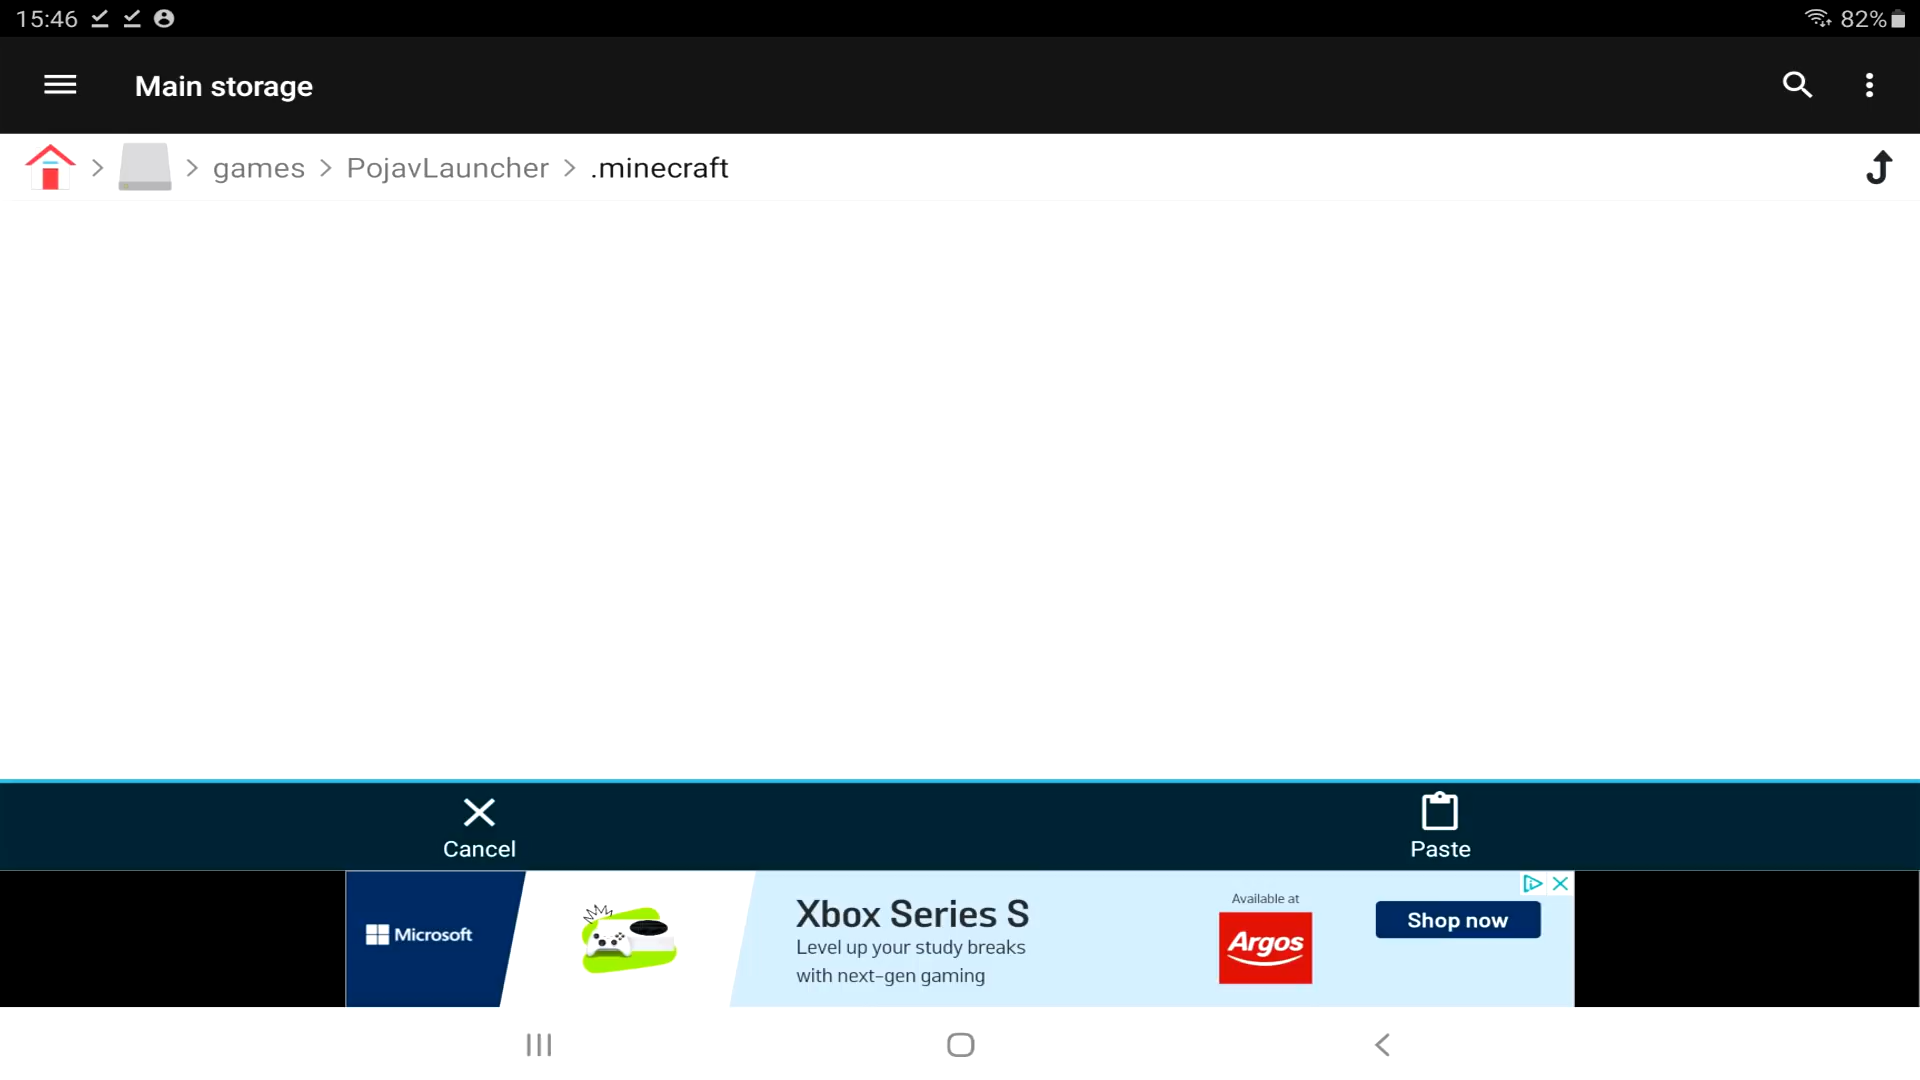 15:46
82%
Main storage
games > PojavLauncher > .minecraft
Cancel
Paste
Microsoft
Xbox Series S
Level up your study breaks
with next-gen gaming
Available at
Argos
Shop now